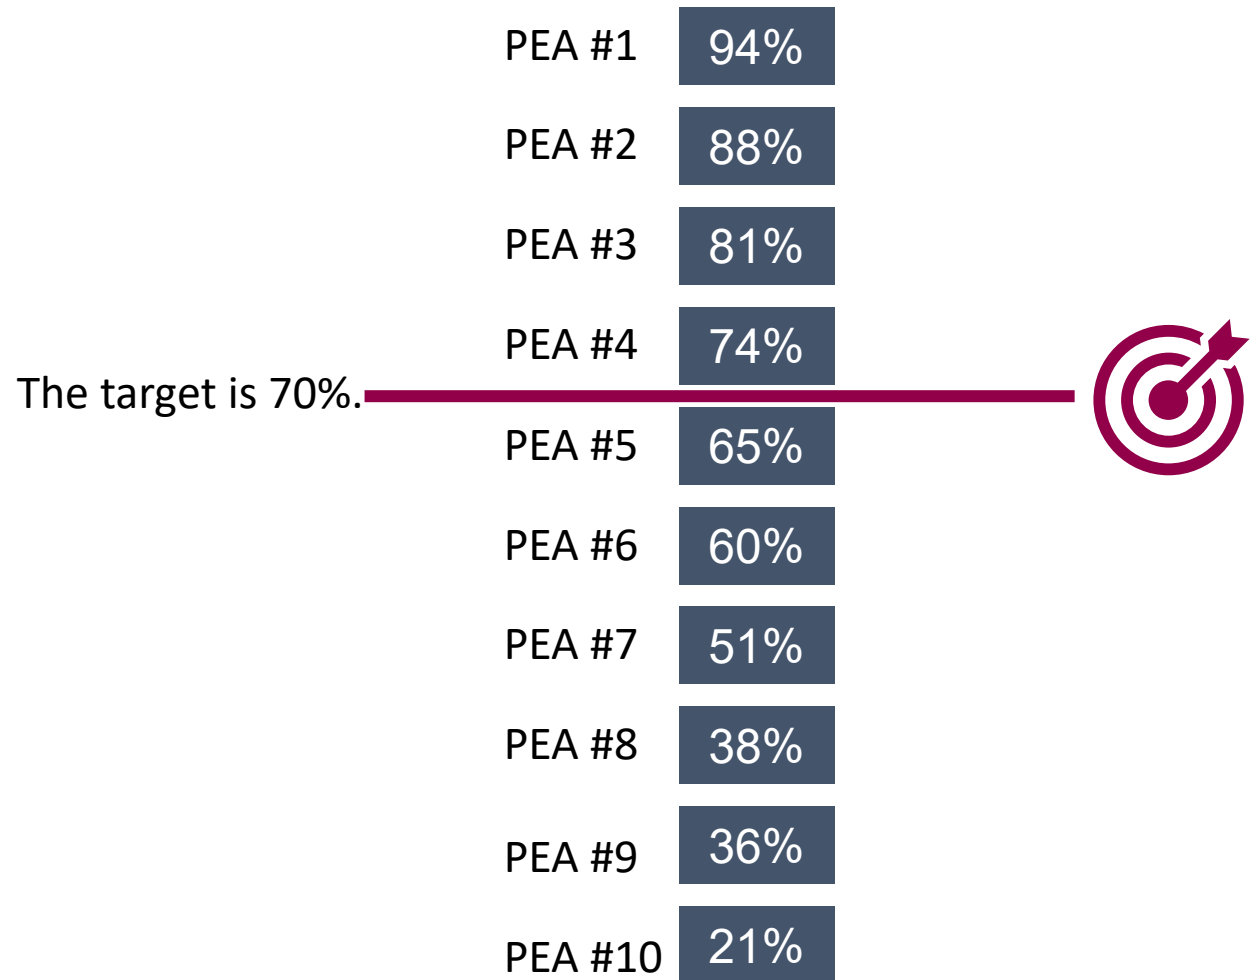 PEA #1 94%
PEA #2 88%
PEA #3 81%
PEA #4 74%
The target is 70%.
PEA #5 65%
PEA #6 60%
PEA #7 51%
PEA #8 38%
PEA #9 36%
PEA #10 21%